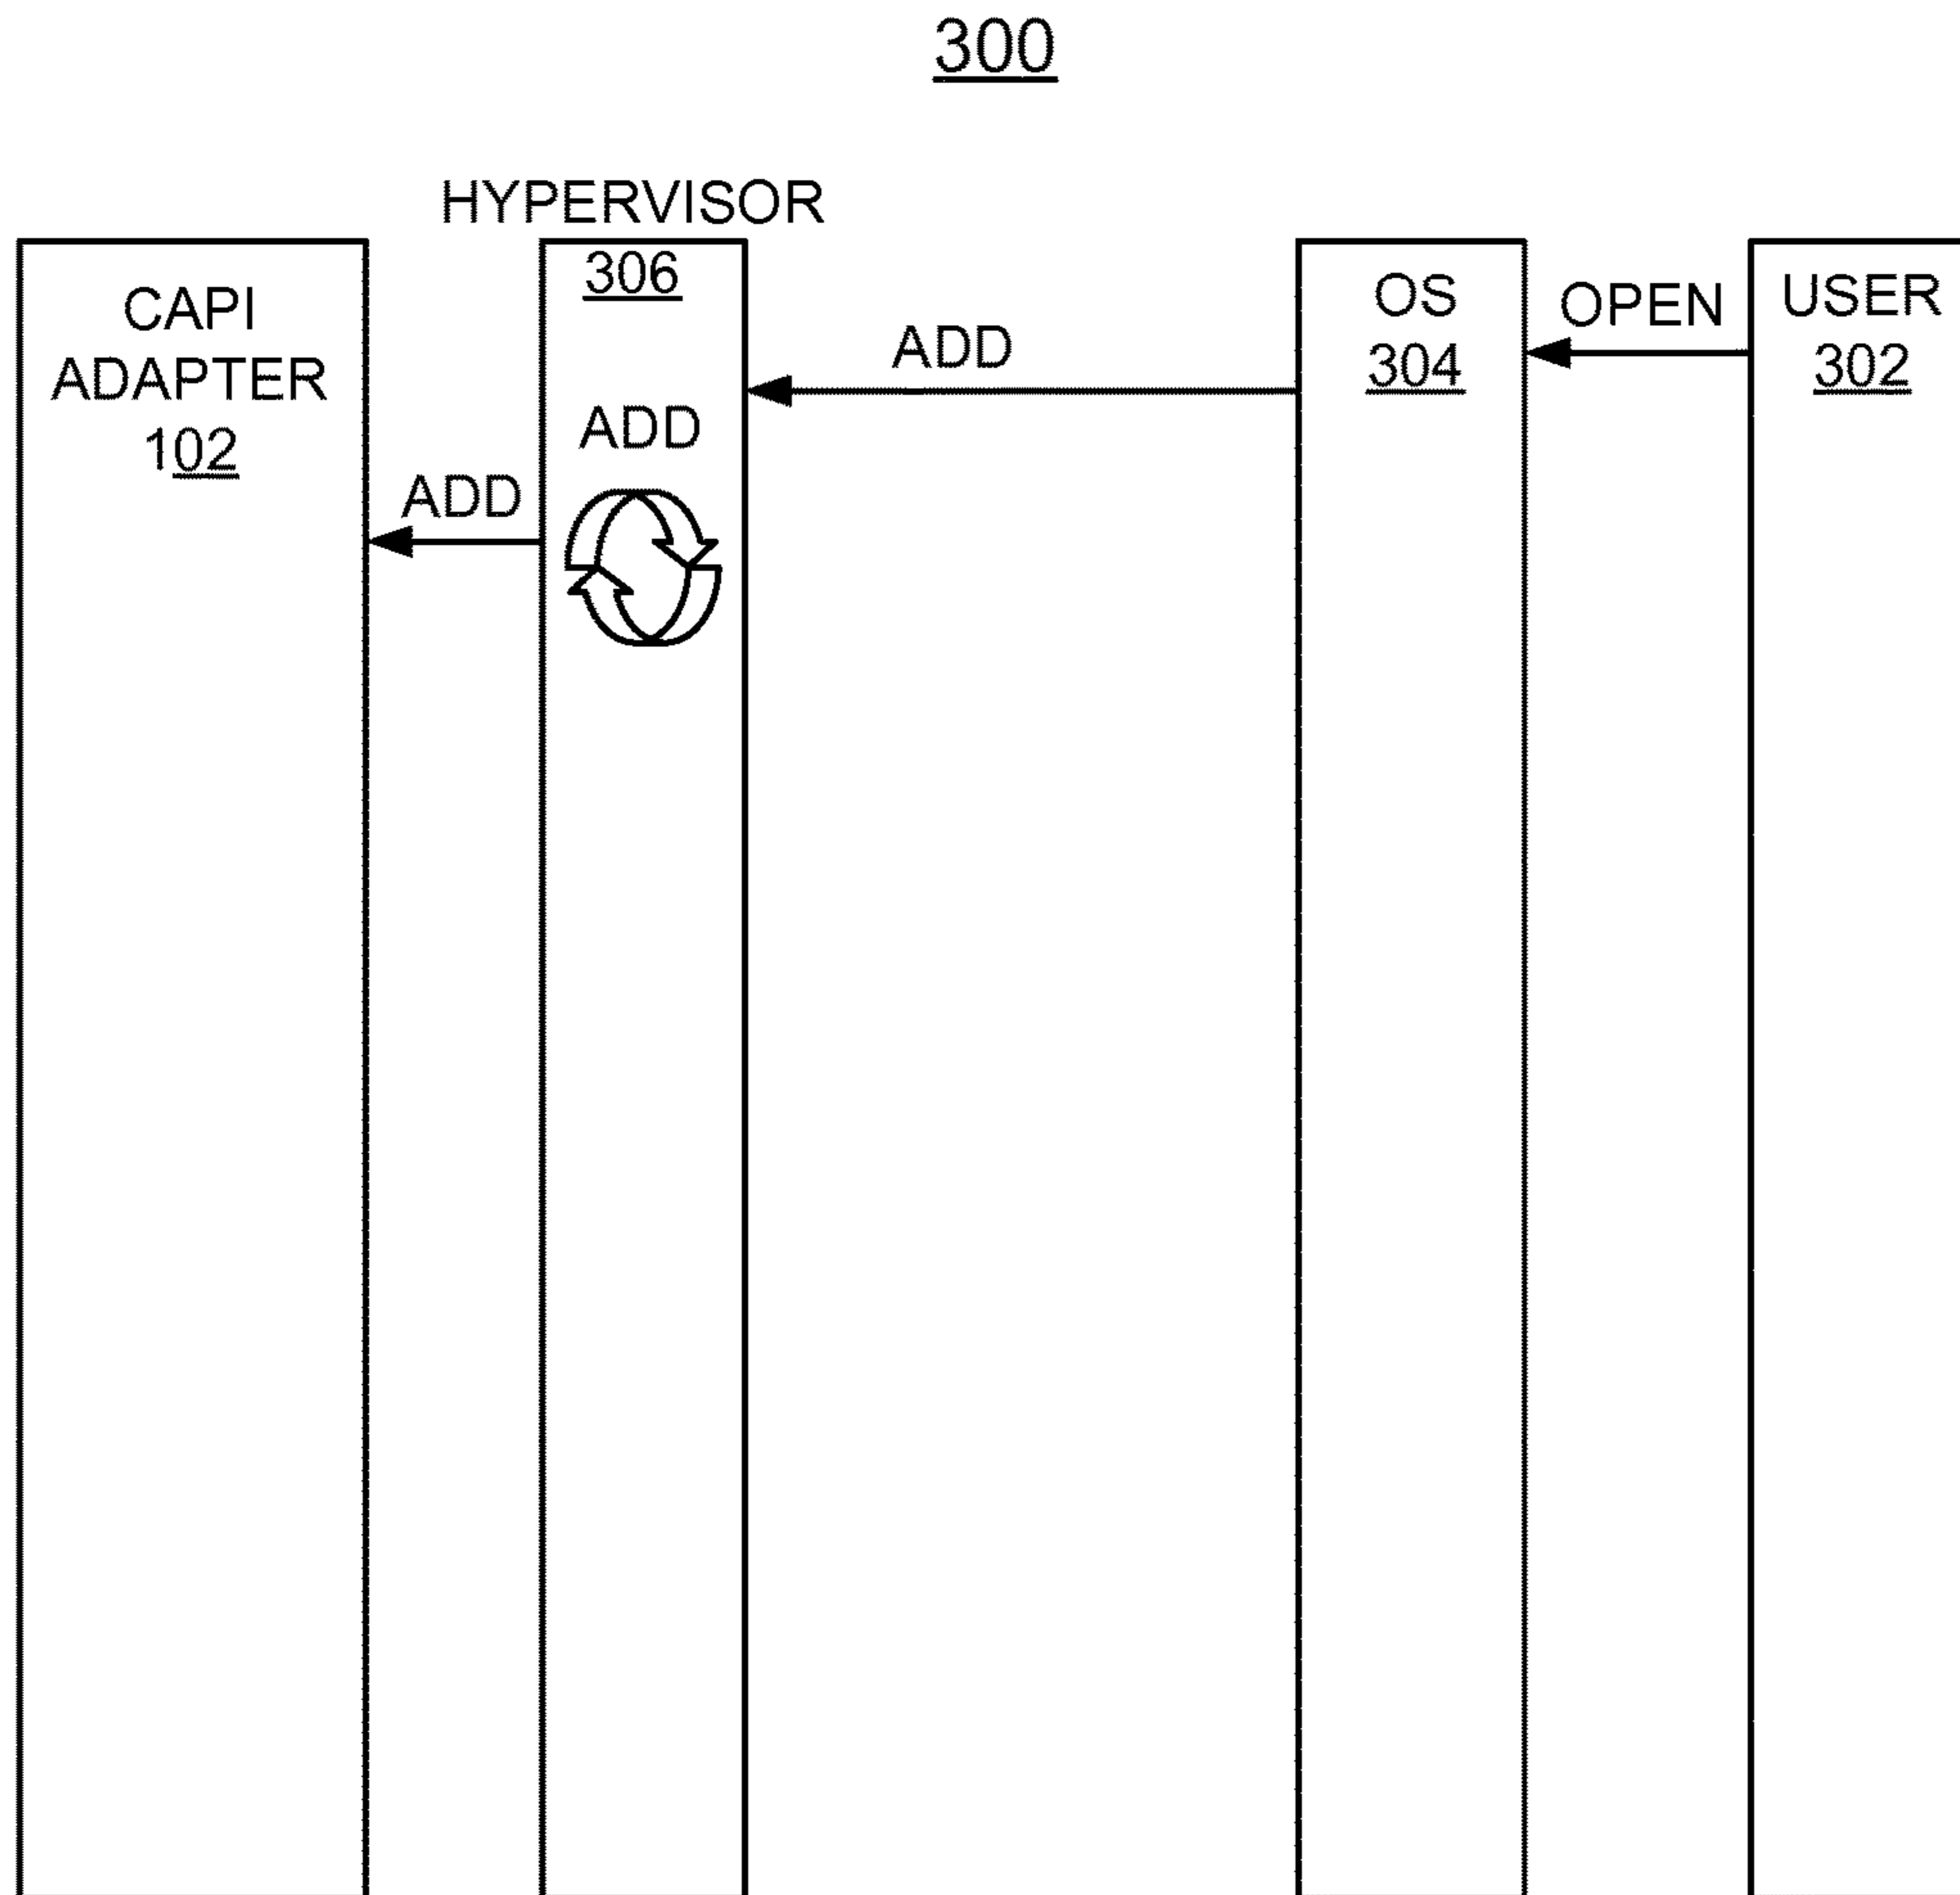 300
HYPERVISOR
306
CAPI
ADAPTER
102
ADD
ADD
ADD
OS
304
OPEN
USER
302